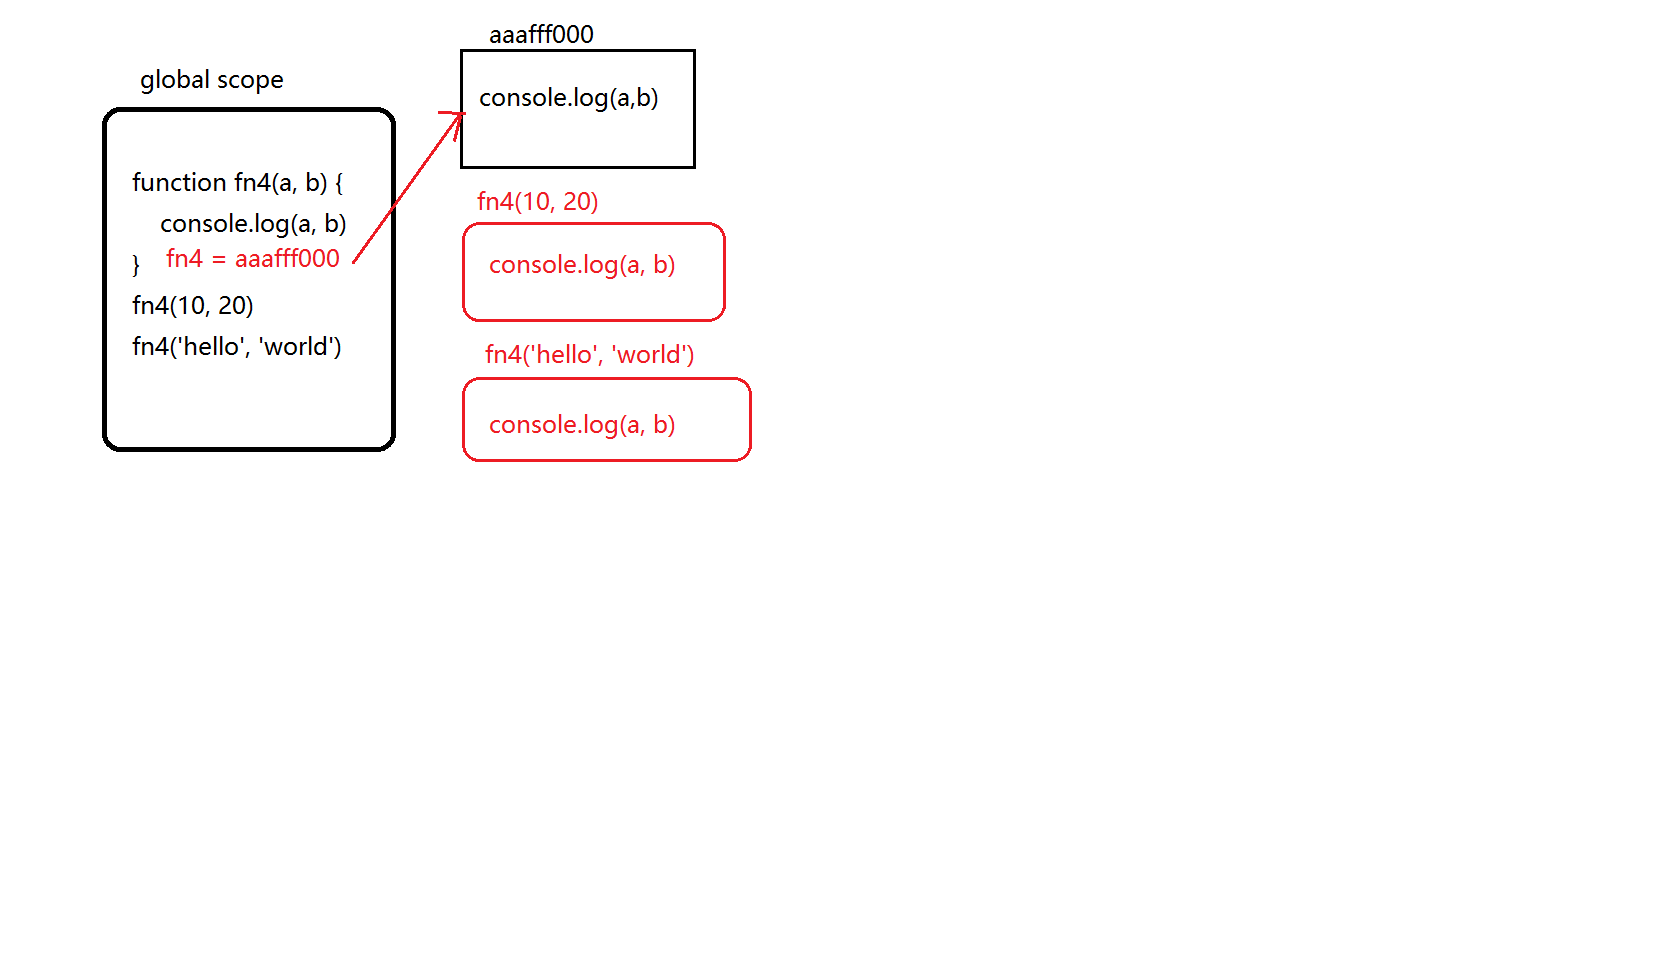 global scope
function fn4(a, b) {
console.log(a, b)
} fn4 = aaafff000
fn4(10, 20)
fn4('hello', 'world')
aaafff000
console.log(a,b)
fn4(10, 20)
console.log(a, b)
fn4('hello', 'world')
console.log(a, b)